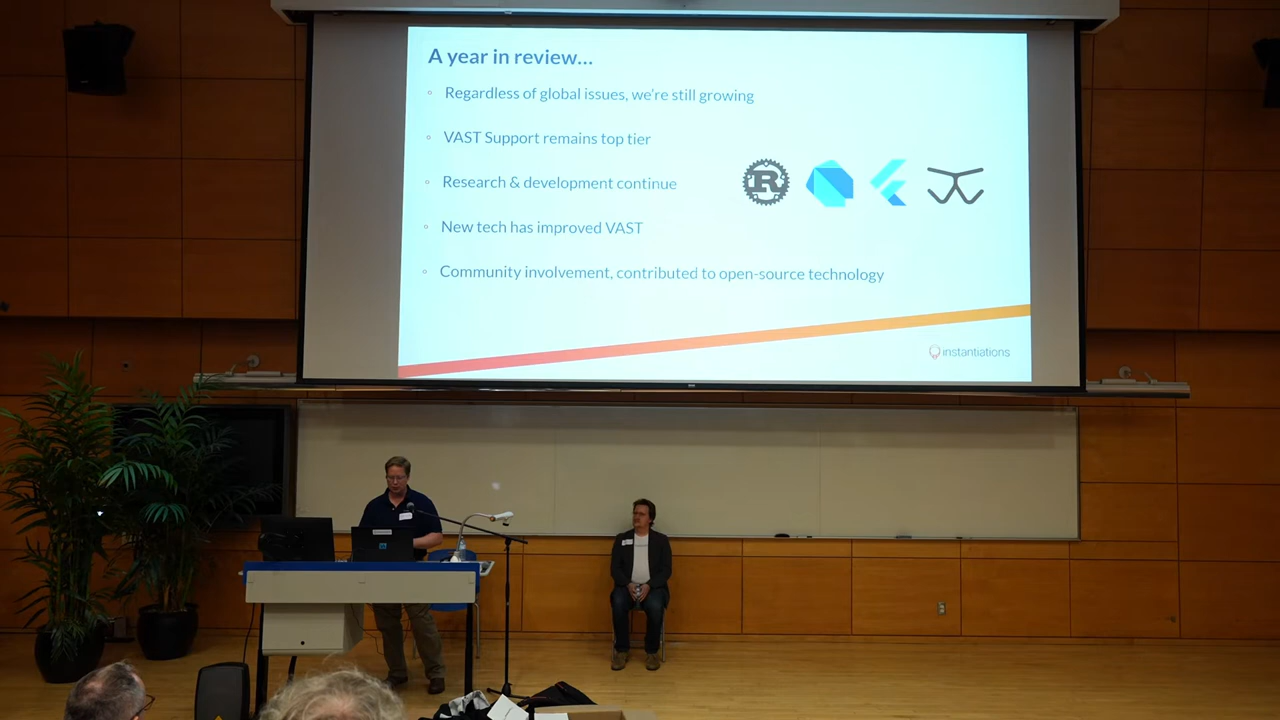 A year in review...
Regardless of global issues, we're still growing
VAST Support remains top tier
Research & development continue
R
New tech has improved VAST
Community involvement, contributed to open-source technology
instantiations